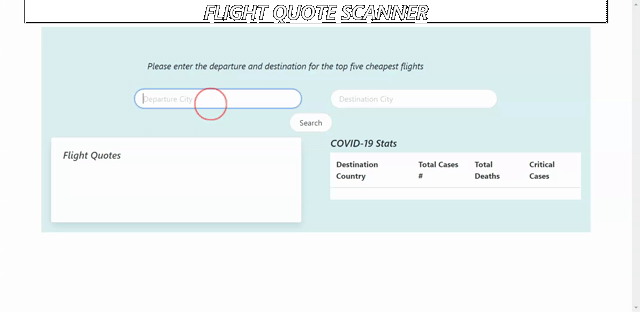 FLIGHT QUOTE SCANNER
Please enter the departure and destination for the top five cheapest flights
Departure City
Destination City
Search
Flight Quotes
COVID-19 Stats
Destination Country
Total Cases #
Total Deaths
Critical Cases